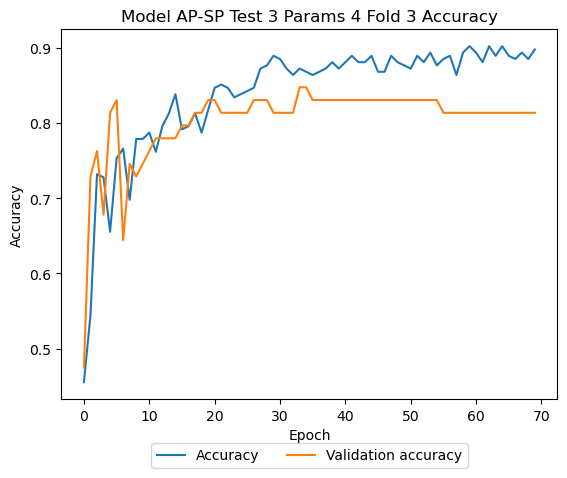 Model AP-SP Test 3 Params 4 Fold 3 Accuracy
Accuracy
0.9
0.8
0.7
0.6
0.5
0 10 20 30 40 50 60 70
Epoch
Accuracy Validation accuracy